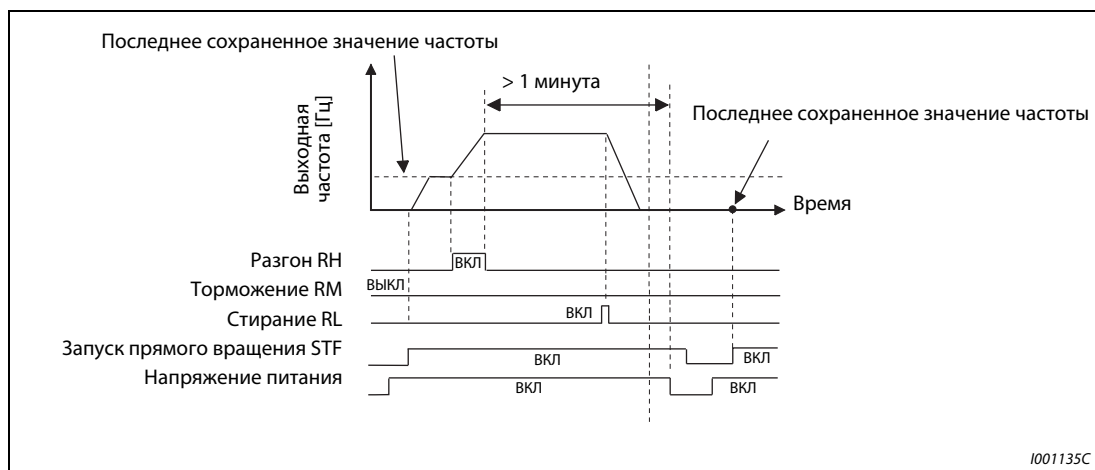 Последнее сохраненное значение частоты
> 1 минута
Последнее сохраненное значение частоты
Выходная
частота [Гц]
Время
Разгон RH
ВКЛ
Торможение RM
ВЫКЛ
Стирание RL
ВКЛ
Запуск прямого вращения STF
ВКЛ
ВКЛ
Напряжение питания
ВКЛ
ВКЛ
I001135C